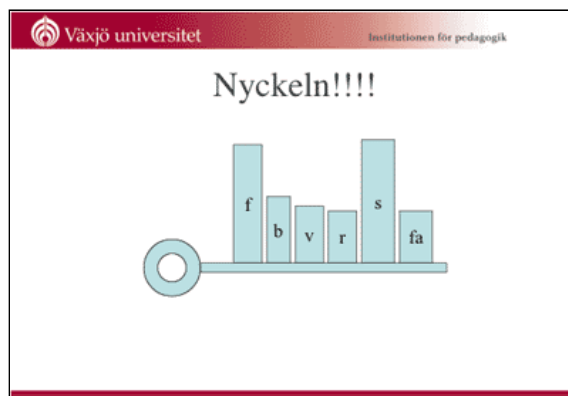 Växjö universitet
Institutionen för pedagogik
Nyckeln!!!!
f b v r s fa